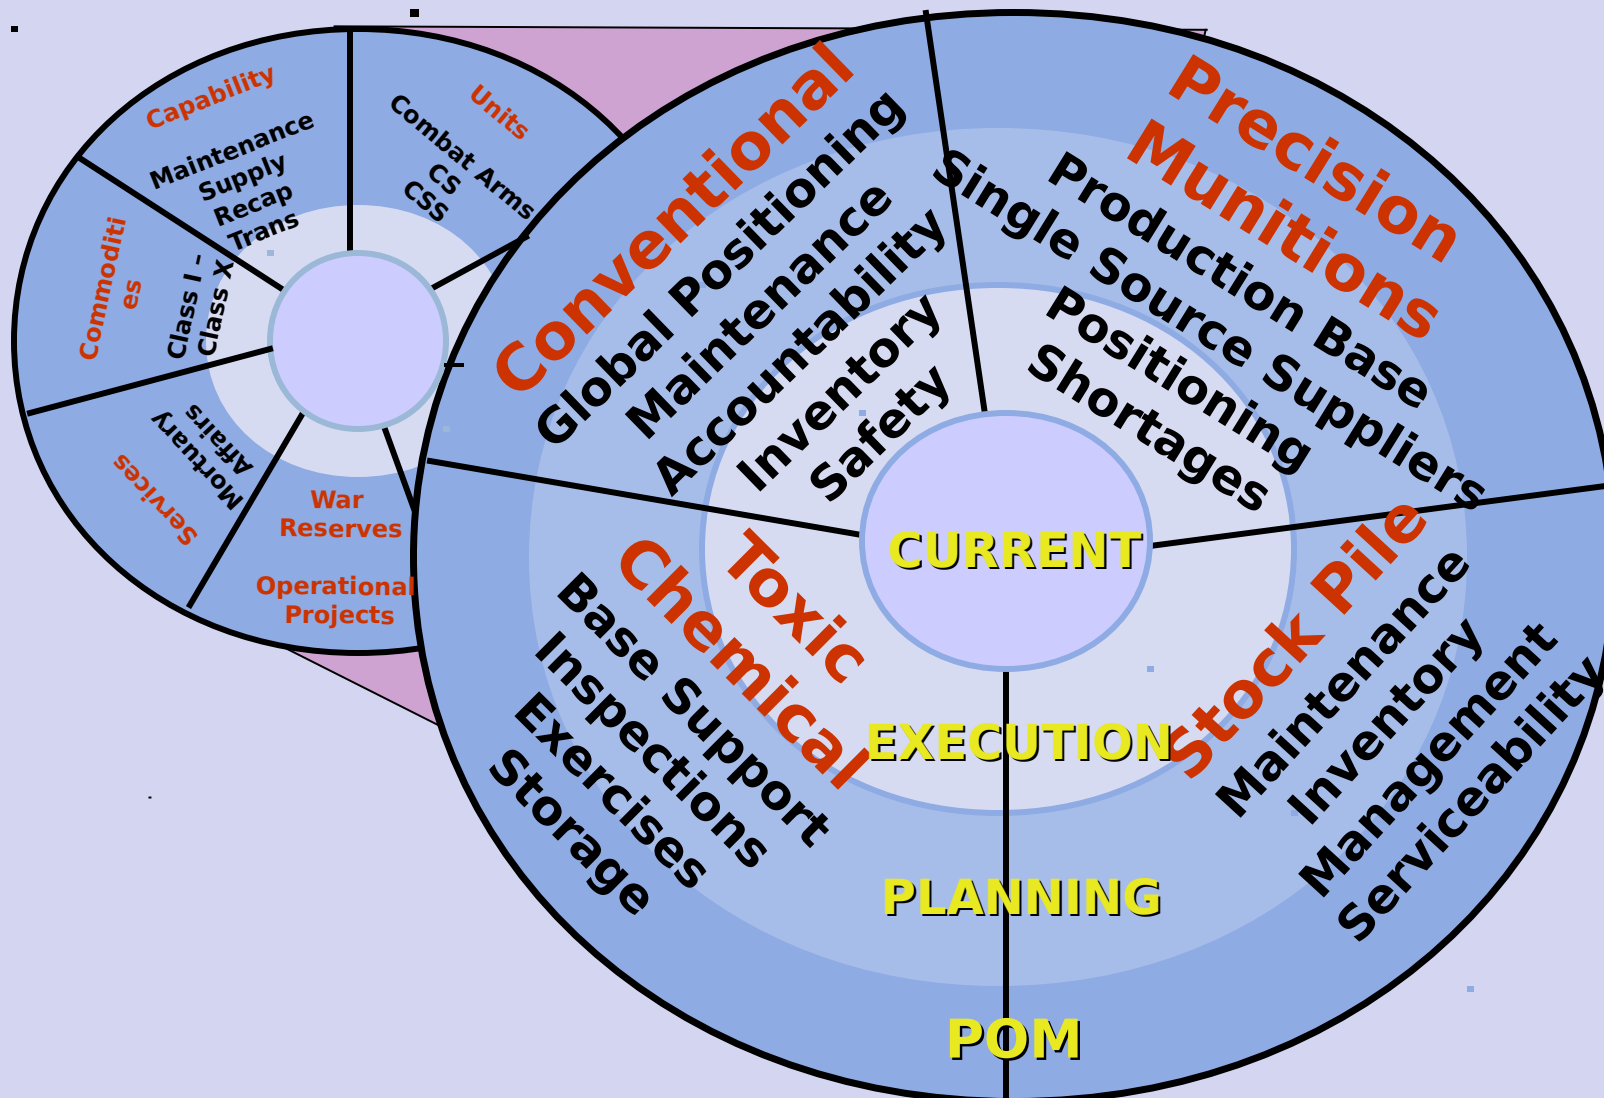 Capability
Maintenance
Supply
Recap
Trans
Units
Combat Arms
CS
CSS
Commoditi
es
Class I –
Class X
Services
Mortuary
Affairs
War
Reserves
Operational
Projects
Conventional
Global Positioning
Maintenance
Accountability
Inventory
Safety
Precision
Munitions
Production Base
Single Source Suppliers
Positioning
Shortages
Toxic
Chemical
Base Support
Inspections
Exercises
Storage
Stock Pile
Maintenance
Inventory
Management
Serviceability
CURRENT
EXECUTION
PLANNING
POM